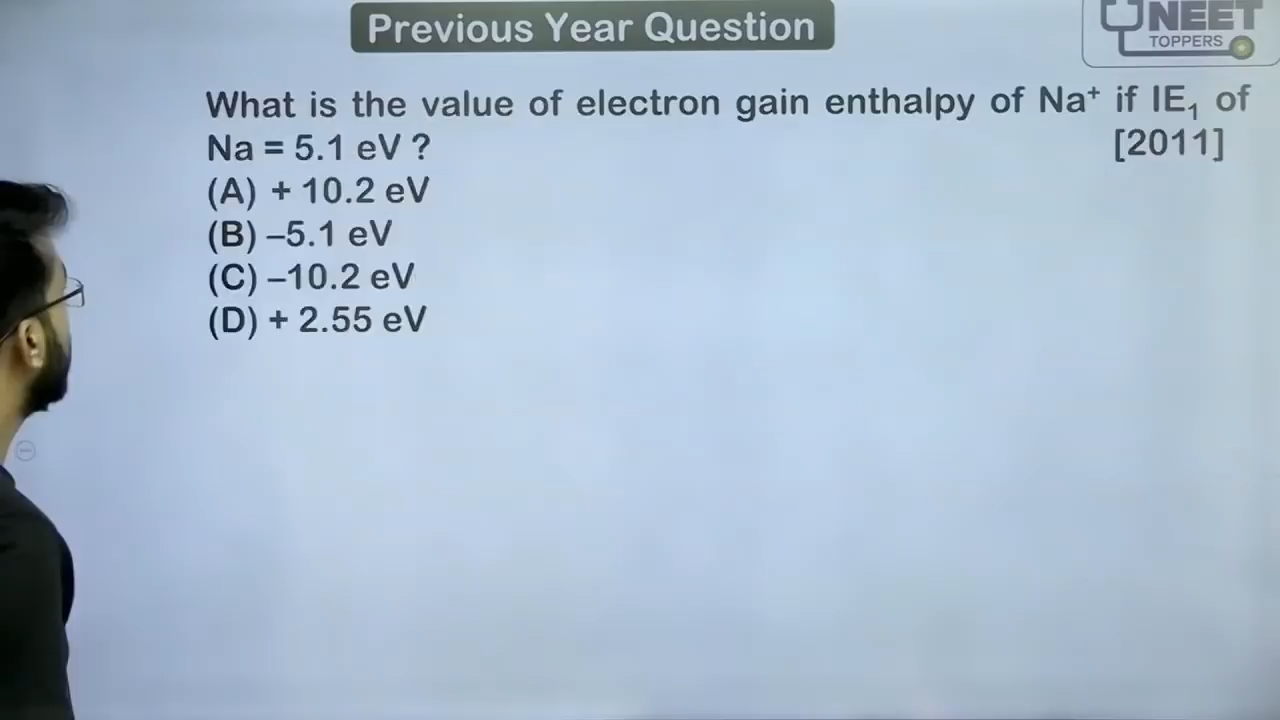 Previous Year Question
NEET
TOPPERS
What is the value of electron gain enthalpy of Na⁺ if IE₁ of
Na = 5.1 eV ? [2011]
(A) + 10.2 eV
(B) –5.1 eV
(C) –10.2 eV
(D) + 2.55 eV